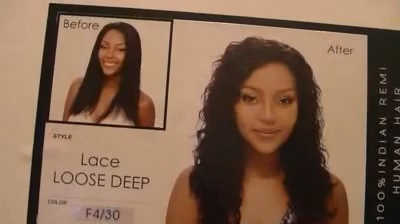 Before
After
STYLE
Lace
LOOSE DEEP
COLOR
F4/30
100% INDIAN REMI
HUMAN HAIR